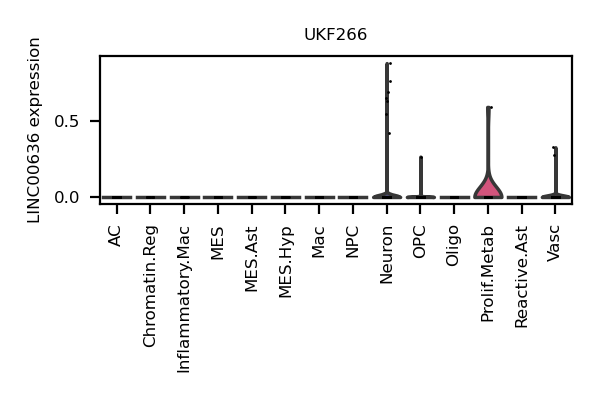 UKF266
LINC00636 expression
0.5
0.0
AC
Chromatin.Reg
Inflammatory.Mac
MES
MES.Ast
MES.Hyp
Mac
NPC
Neuron
OPC
Oligo
Prolif.Metab
Reactive.Ast
Vasc